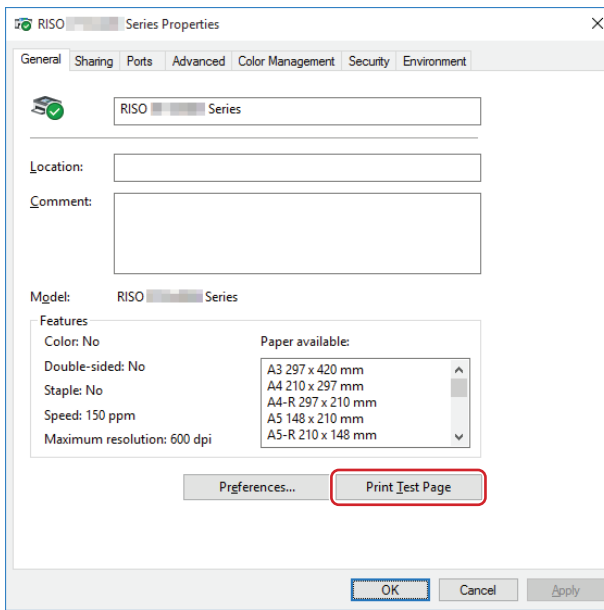 RISO Series Properties
General Sharing Ports Advanced Color Management Security Environment
RISO Series
Location:
Comment:
Model: RISO Series
Features
Color: No
Double-sided: No
Staple: No
Speed: 150 ppm
Maximum resolution: 600 dpi
Paper available:
A3 297 x 420 mm
A4 210 x 297 mm
A4-R 297 x 210 mm
A5 148 x 210 mm
A5-R 210 x 148 mm
Preferences... Print Test Page
OK Cancel Apply